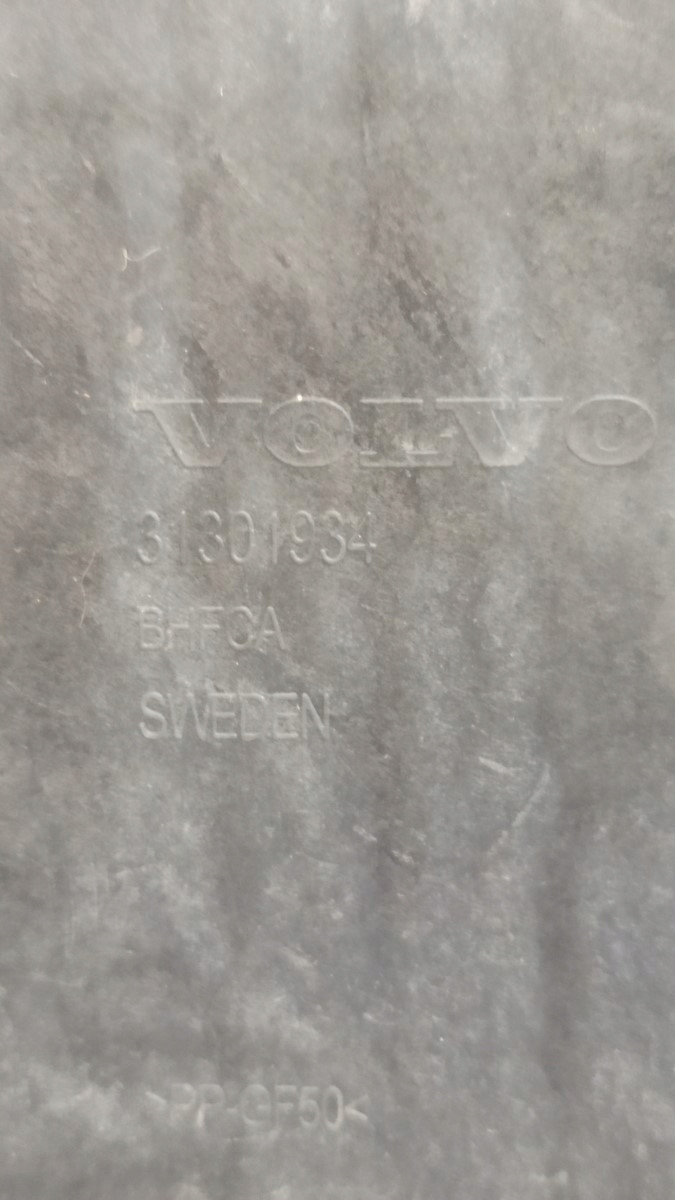 VOLVO
31301934
BHFCA
SWEDEN
>PP-GF50<